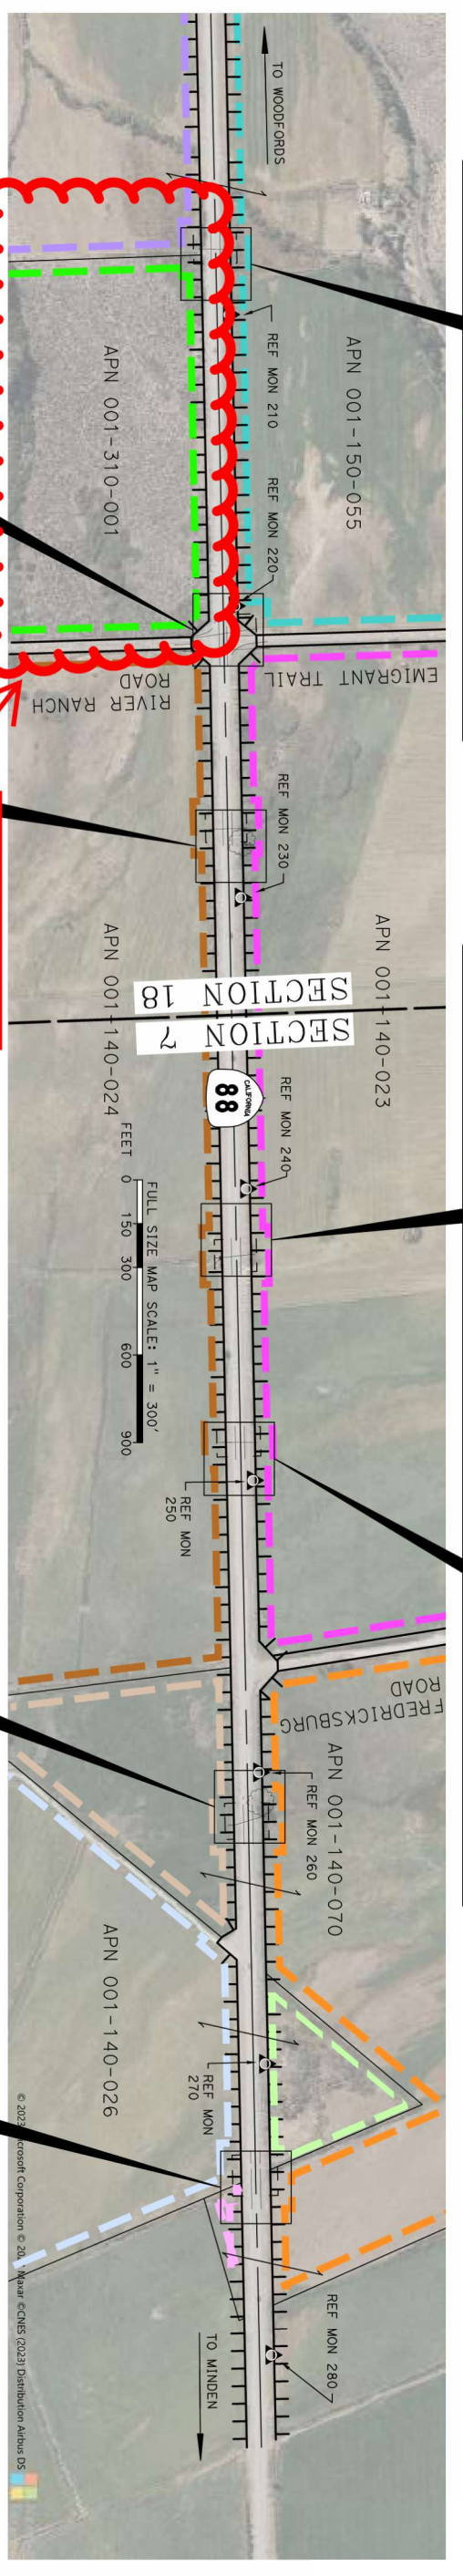 TO WOODFORDS
REF MON 210
APN 001-150-055
APN 001-310-001
REF MON 220
EMIGRANT TRAIL
RIVER RANCH
ROAD
REF MON 230
APN 001-140-023
APN 001-140-024
SECTION 18
SECTION 7
CALIFORNIA
88
REF MON 240
FEET 0 150 300 600 900
FULL SIZE MAP SCALE: 1" = 300'
REF MON
250
FREDRICKSBURG
ROAD
APN 001-140-070
REF MON 260
APN 001-140-026
REF MON
270
REF MON 280
TO MINDEN
© 2023 Microsoft Corporation © 2023 Maxar ©CNES (2023) Distribution Airbus DS